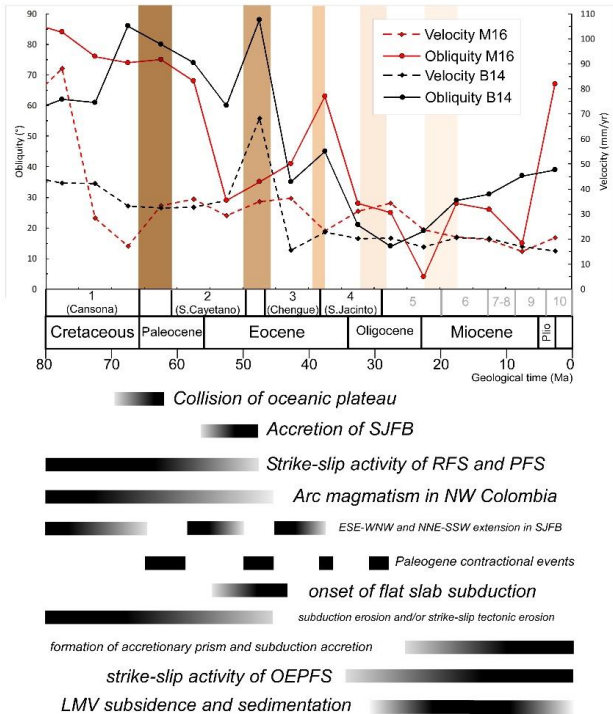 90
80
70
60
50
40
30
20
10
0
Obliquity (°)
110
100
90
80
70
60
50
40
30
20
10
0
Velcocity (mm/yr)
Velocity M16
Obliquity M16
Velocity B14
Obliquity B14
1
(Cansona)
2
(S.Cayetano)
3
(Chengue)
4
(S.Jacinto)
5
6
7-8
9
10
Cretaceous
Paleocene
Eocene
Oligocene
Miocene
Plio
80 70 60 50 40 30 20 10 0
Geological time (Ma)
Collision of oceanic plateau
Accretion of SJFB
Strike-slip activity of RFS and PFS
Arc magmatism in NW Colombia
ESE-WNW and NNE-SSW extension in SJFB
Paleogene contractional events
onset of flat slab subduction
subduction erosion and/or strike-slip tectonic erosion
formation of accretionary prism and subduction accretion
strike-slip activity of OEPFS
LMV subsidence and sedimentation